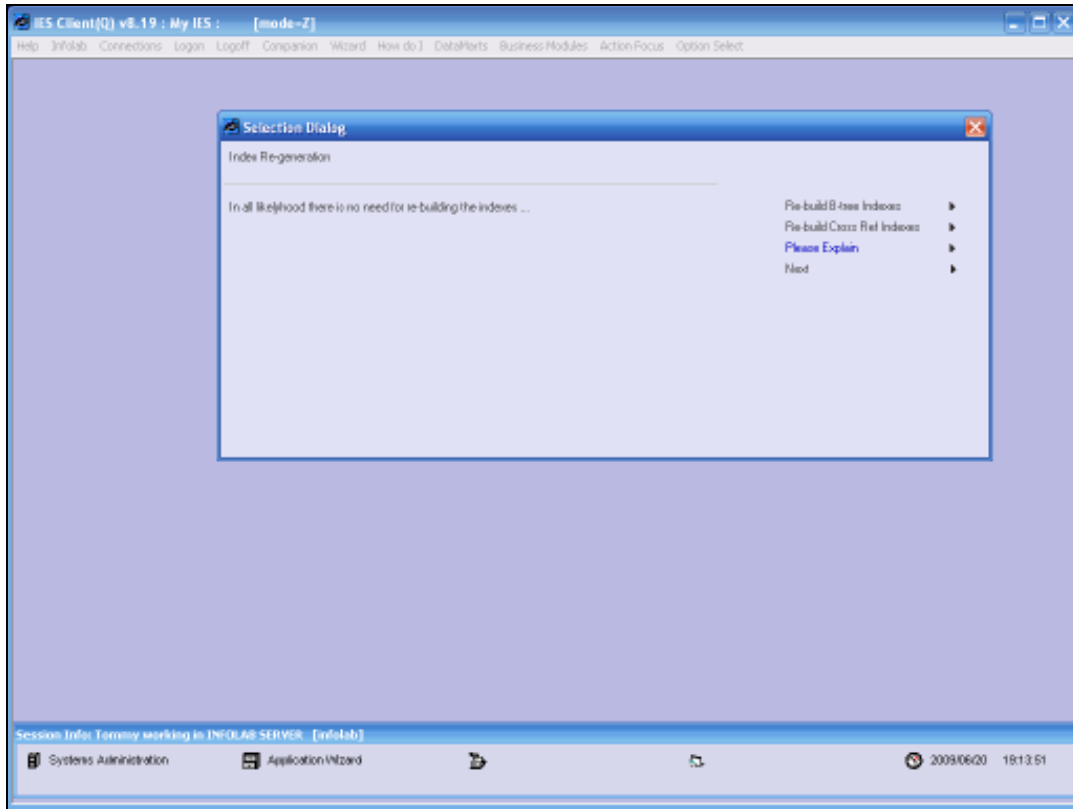 IES Client(Q) v8.19 : My IES :     [mode=Z]
Help Infolab Connections Logon Logoff Companion Wizard How do I DataMarts Business Modules Action Focus Option Select
Selection Dialog
Index Re-generation
In all likelyhood there is no need for re-building the indexes ...
Re-build B-tree Indexes
Re-build Cross Ref Indexes
Please Explain
Next
Session Info: Tommy working in INFOLAB SERVER [infolab]
Systems Administration Application Wizard 2009/06/20 19:13:51